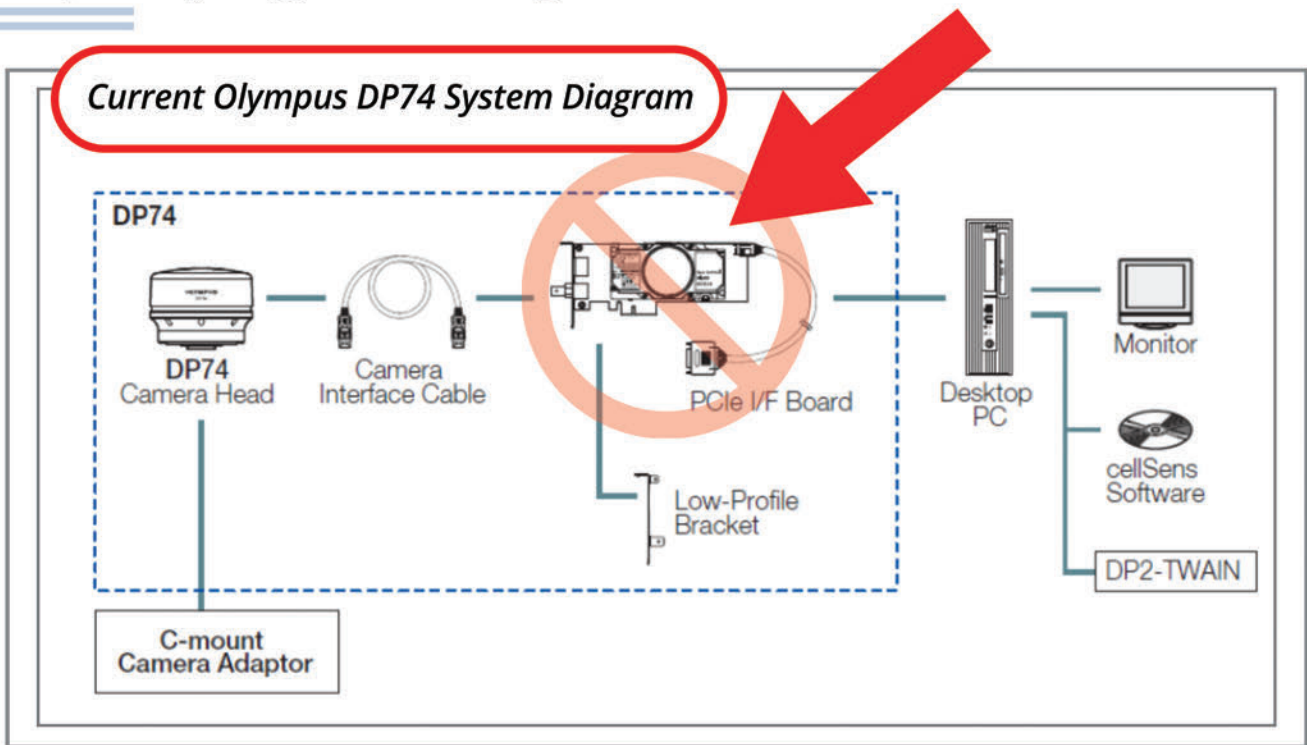 Current Olympus DP74 System Diagram
DP74
OLYMPUS
DP74
Camera Head
Camera
Interface Cable
PCIe I/F Board
Low-Profile
Bracket
Desktop
PC
Monitor
cellSens
Software
DP2-TWAIN
C-mount
Camera Adaptor